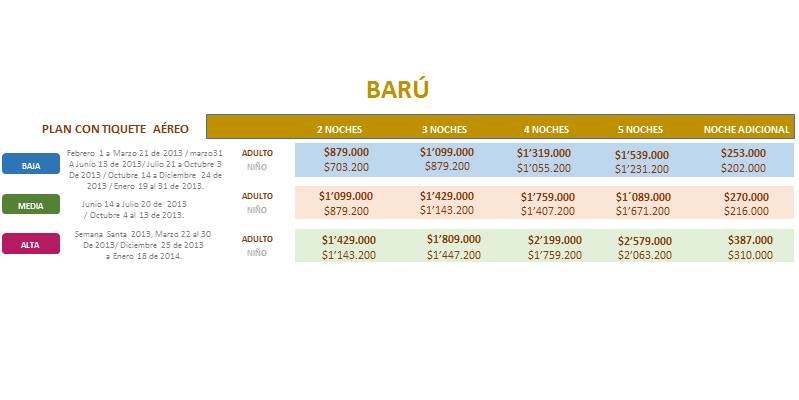 BARÚ
PLAN CON TIQUETE AÉREO 2 NOCHES 3 NOCHES 4 NOCHES 5 NOCHES NOCHE ADICIONAL
BAJA
Febrero 1 a Marzo 21 de 2013 / marzo31
A Junio 13 de 2013/ Julio 21 a Octubre 3
De 2013 / Octubre 14 a Diciembre 24 de
2013 / Enero 19 al 31 de 2013.
ADULTO $879.000 $1'099.000 $1'319.000 $1'539.000 $253.000
NIÑO $703.200 $879.200 $1'055.200 $1'231.200 $202.000
MEDIA
Junio 14 a Julio 20 de 2013
/ Octubre 4 al 13 de 2013.
ADULTO $1'099.000 $1'429.000 $1'759.000 $1´089.000 $270.000
NIÑO $879.200 $1'143.200 $1'407.200 $1'671.200 $216.000
ALTA
Semana Santa 2013, Marzo 22 al 30
De 2013/ Diciembre 25 de 2013
a Enero 18 de 2014.
ADULTO $1'429.000 $1'809.000 $2'199.000 $2'579.000 $387.000
NIÑO $1'143.200 $1'447.200 $1'759.200 $2'063.200 $310.000